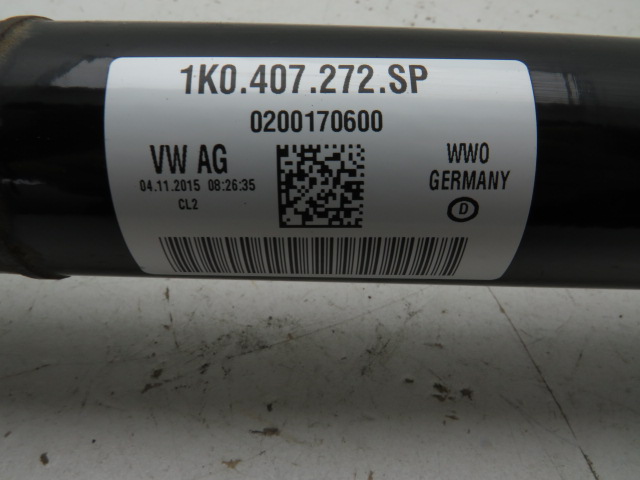 1K0.407.272.SP
0200170600
VW AG
04.11.2015 08:26:35
CL2
WWO
GERMANY
D